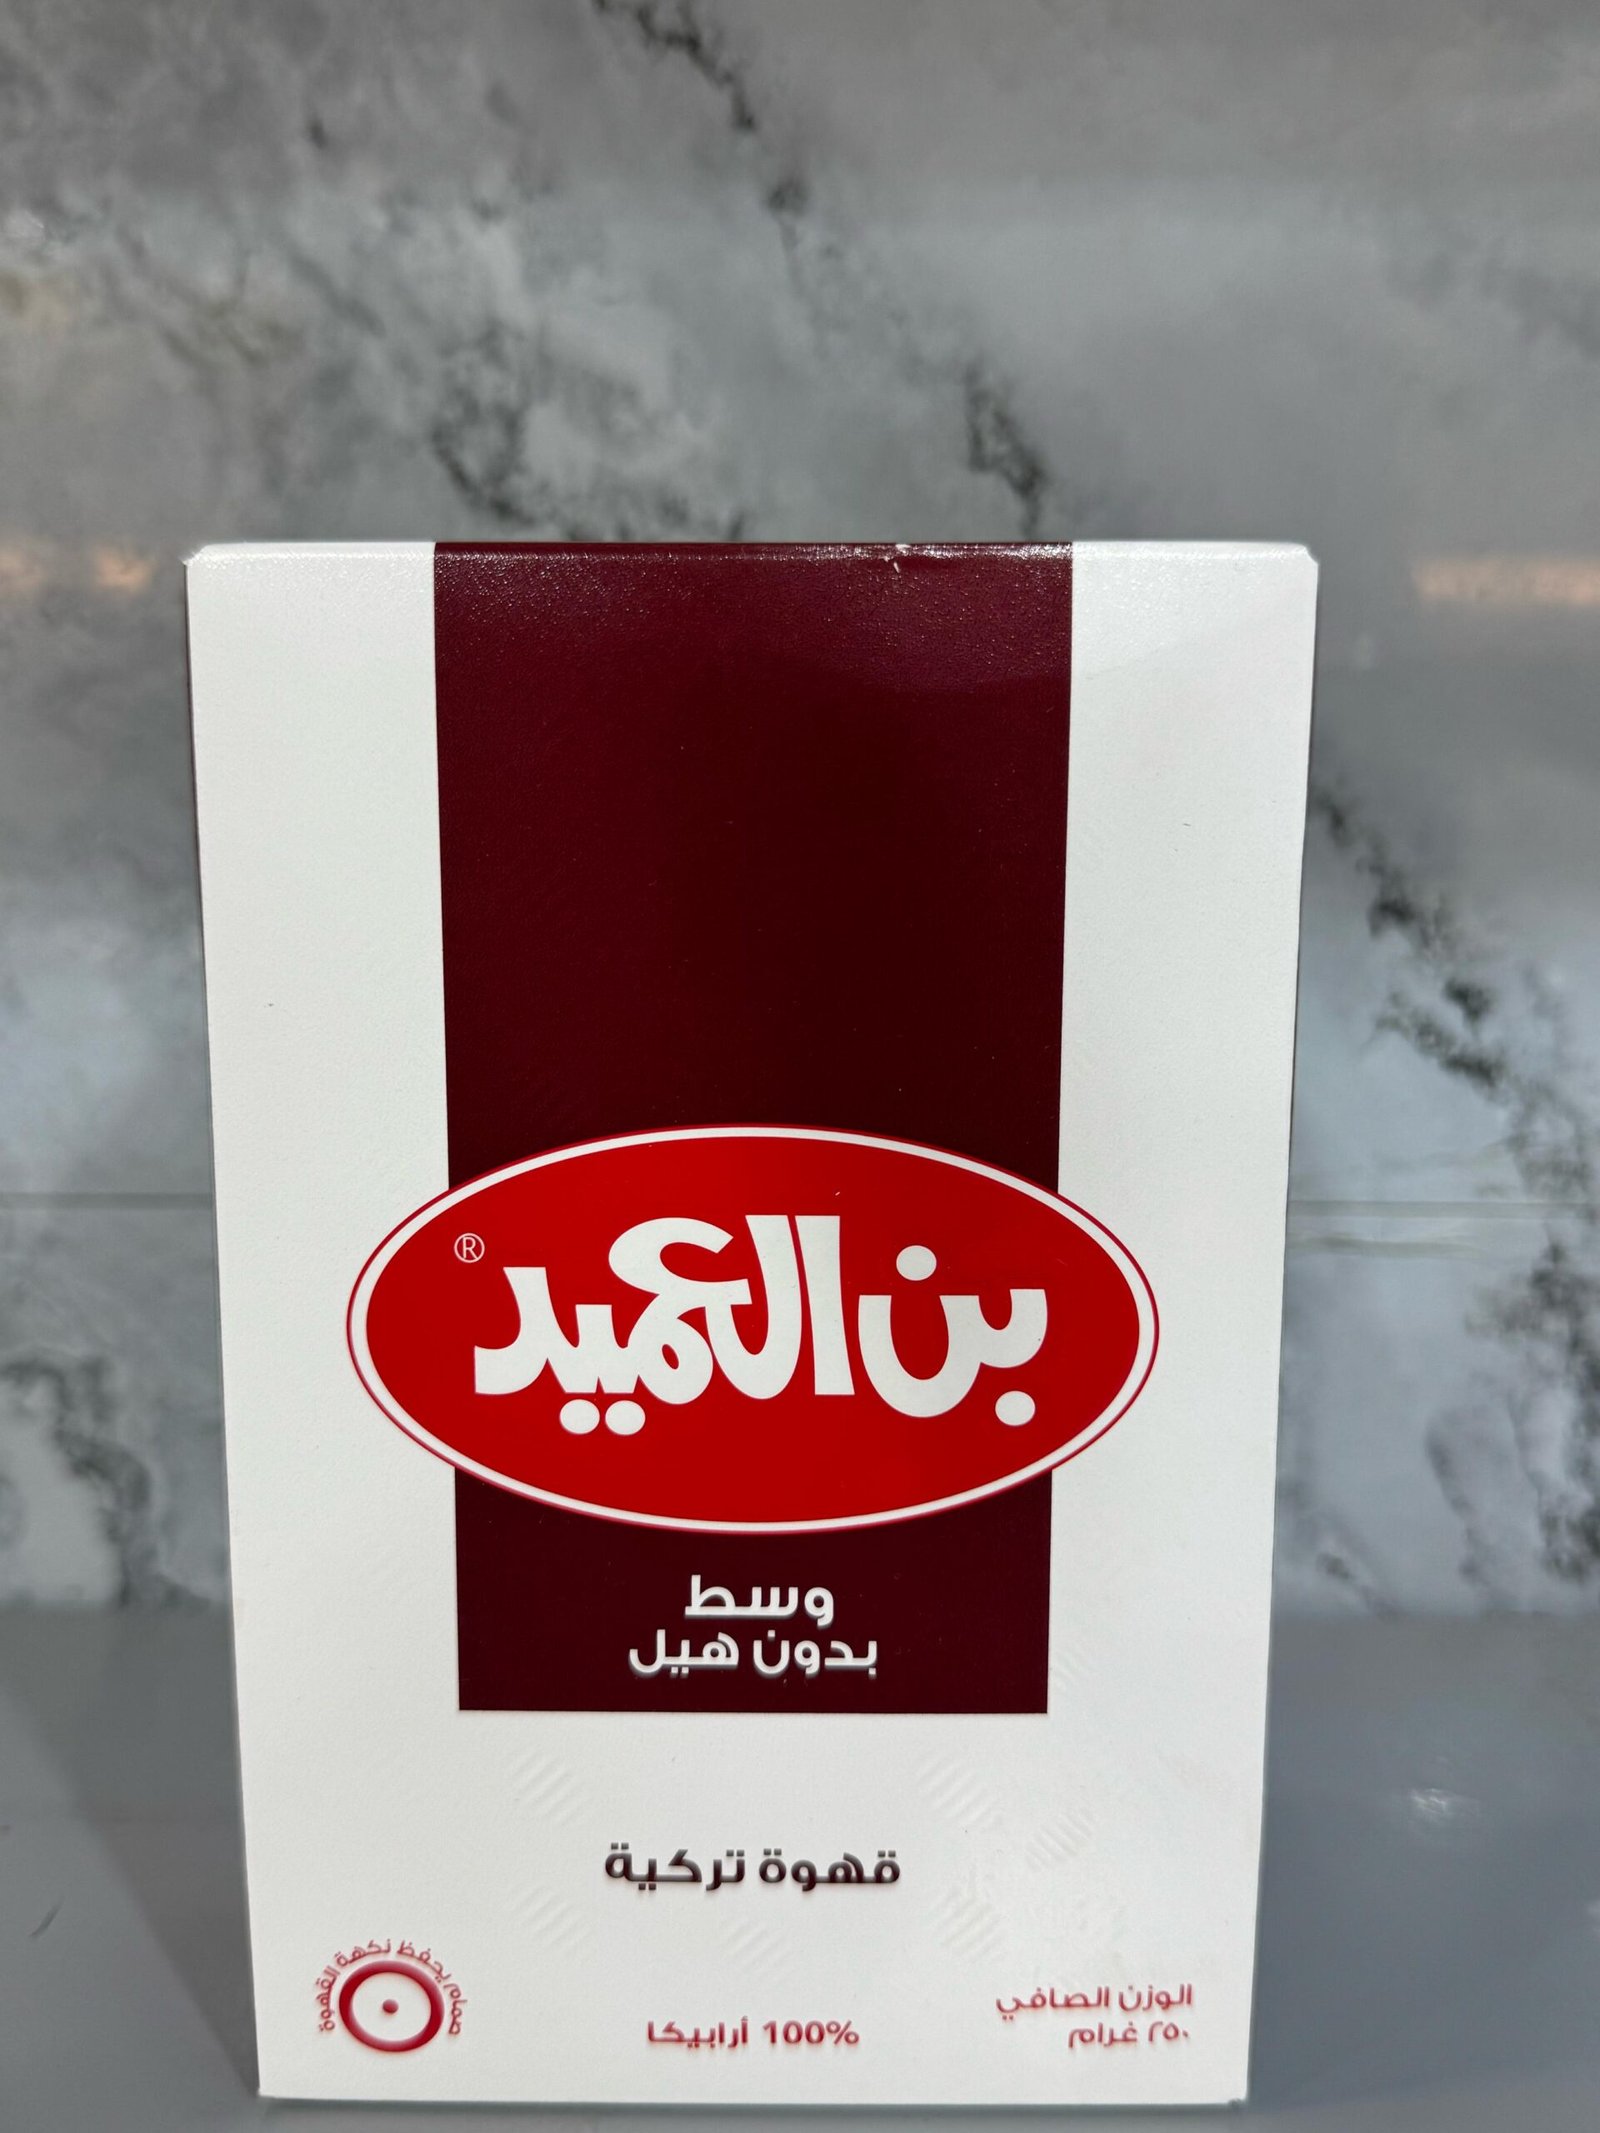 بن العميد ®
وسط
بدون هيل
قهوة تركية
صمام يحفظ نكهة القهوة
100% أرابيكا
الوزن الصافي
٢٥٠ غرام